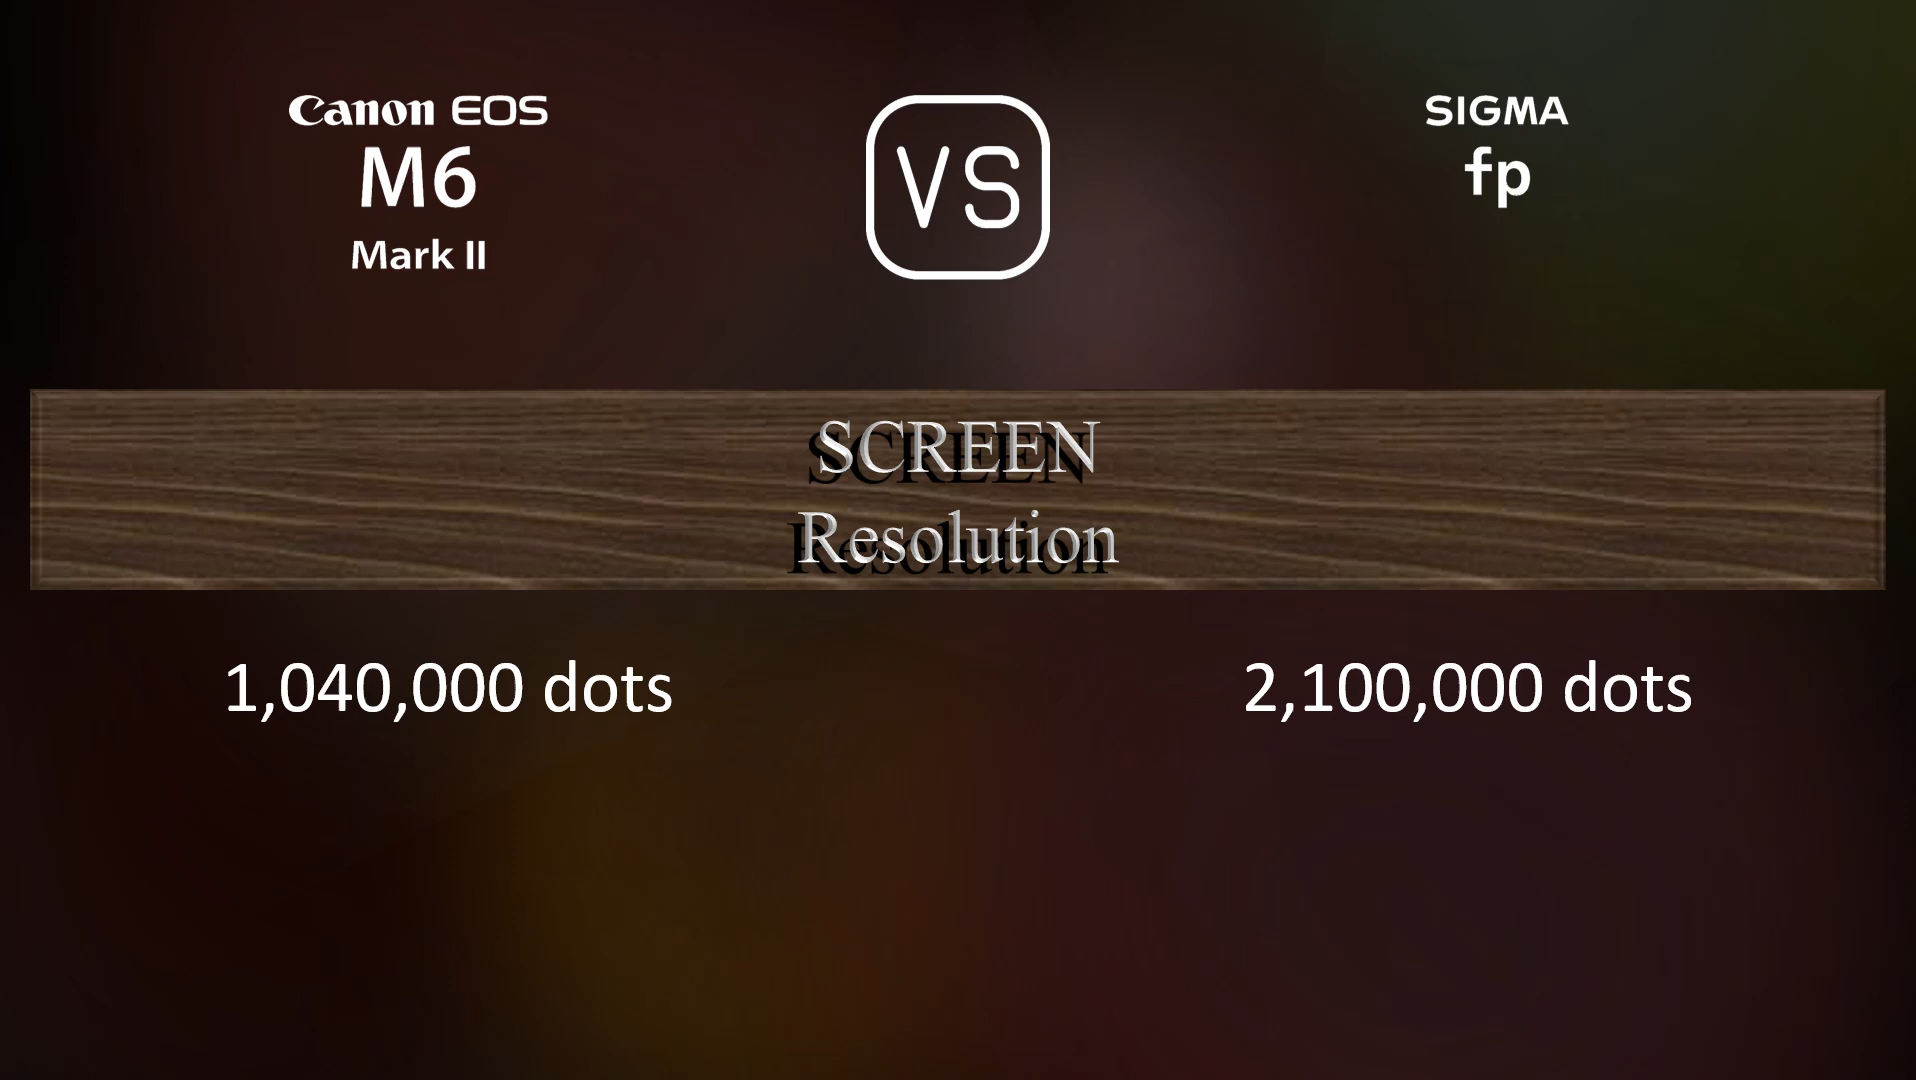 Canon EOS
M6
Mark II
VS
SIGMA
fp
SCREEN
Resolution
1,040,000 dots
2,100,000 dots